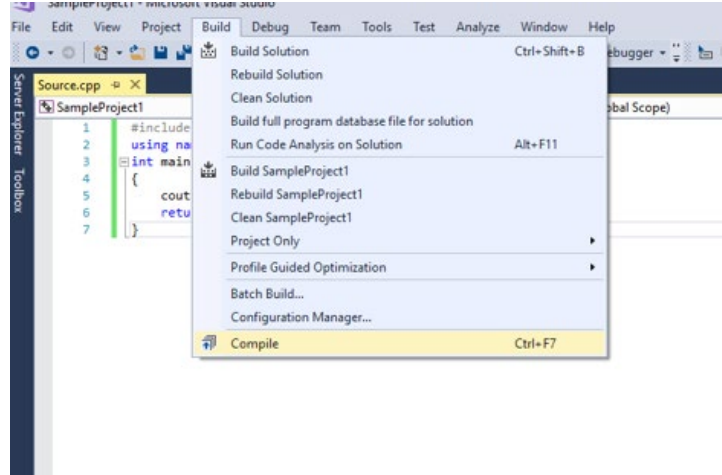 SampleProject1 - Microsoft Visual Studio
File Edit View Project Build Debug Team Tools Test Analyze Window Help
Build Solution Ctrl+Shift+B
Rebuild Solution
Clean Solution
Build full program database file for solution
Run Code Analysis on Solution Alt+F11
Build SampleProject1
Rebuild SampleProject1
Clean SampleProject1
Project Only
Profile Guided Optimization
Batch Build...
Configuration Manager...
Compile Ctrl+F7
ebugger
Server Explorer
Toolbox
Source.cpp
SampleProject1
obal Scope)
1 #include
2 using na
3 int main
4 {
5 cout
6 retu
7 }